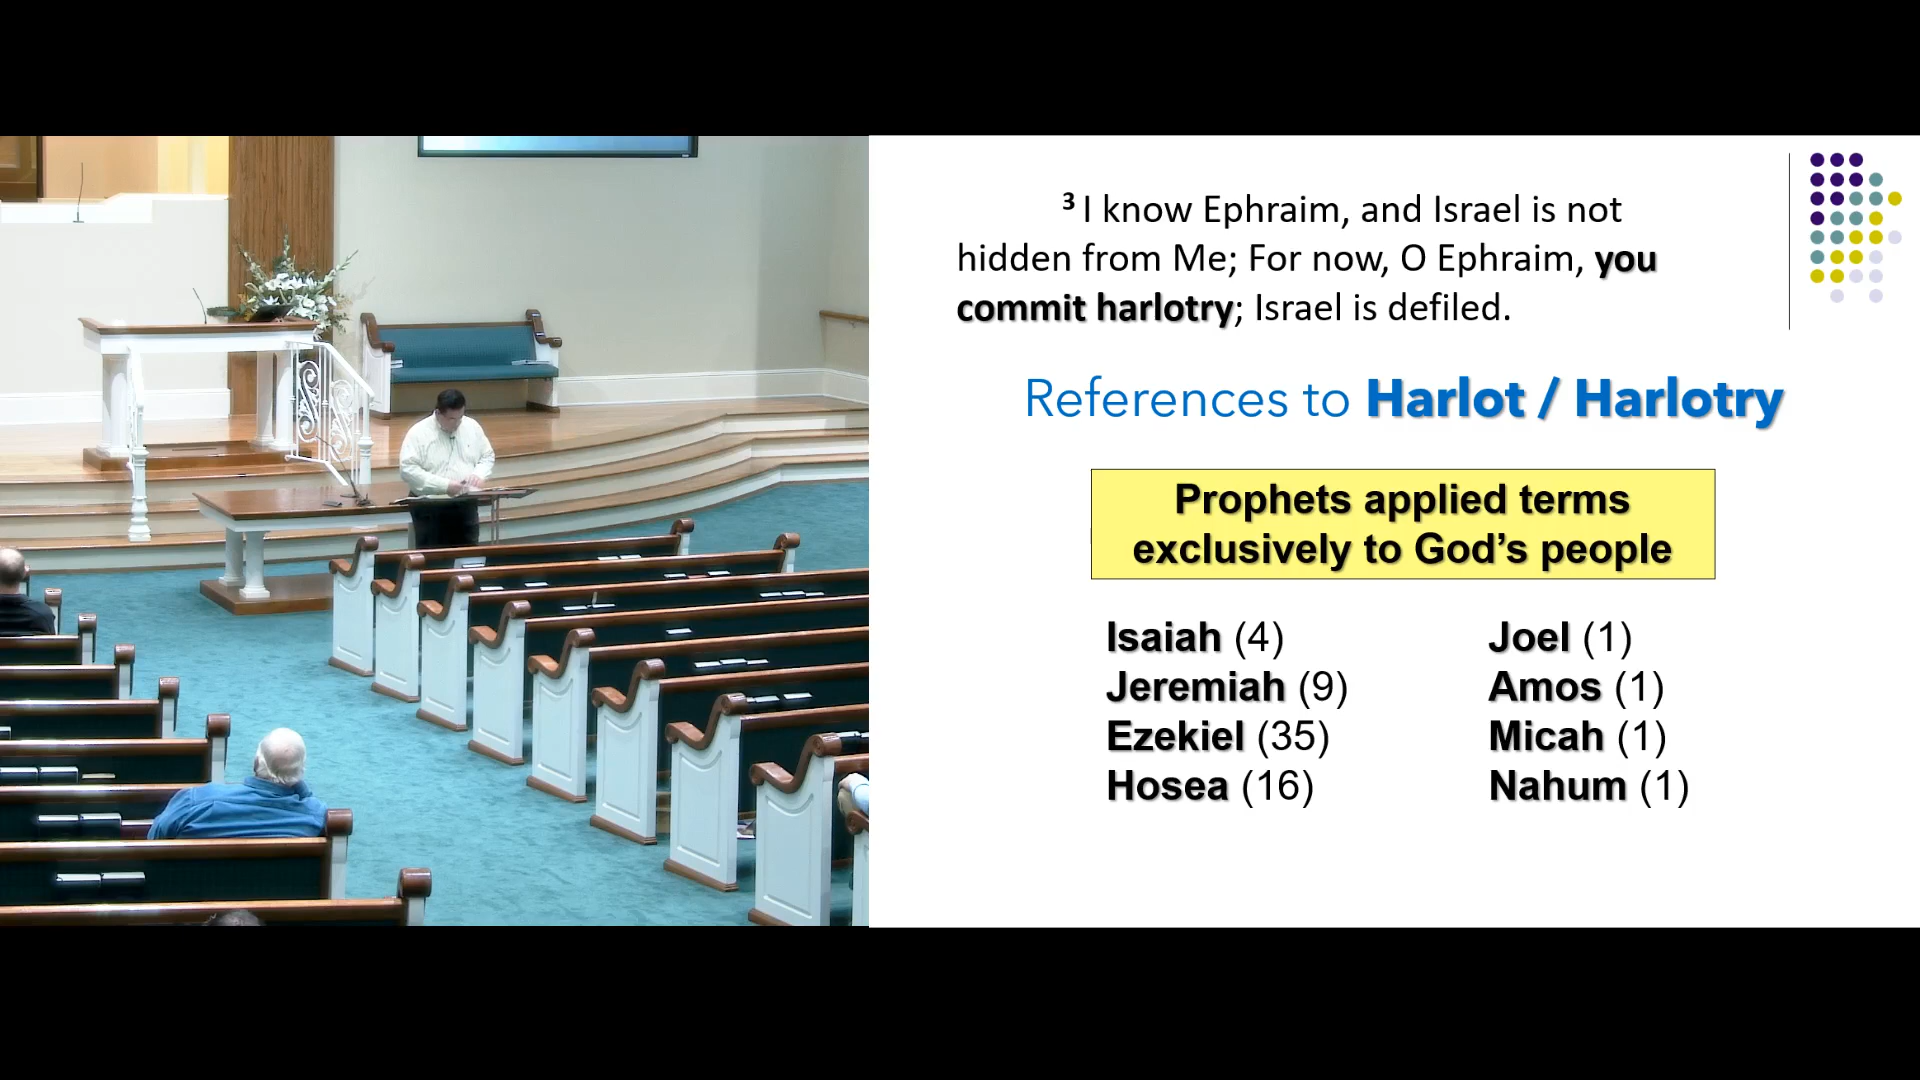 3 I know Ephraim, and Israel is not
hidden from Me; For now, O Ephraim, you
commit harlotry; Israel is defiled.
References to Harlot / Harlotry
Prophets applied terms
exclusively to God's people
Isaiah (4)
Jeremiah (9)
Ezekiel (35)
Hosea (16)
Joel (1)
Amos (1)
Micah (1)
Nahum (1)